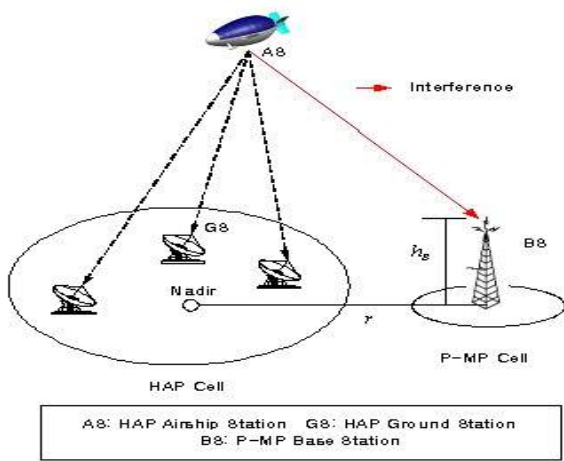 AS
Interference
GS
BS
hg
Nadir
r
P-MP Cell
HAP Cell
AS: HAP Airship Station GS: HAP Ground Station
BS: P-MP Base Station